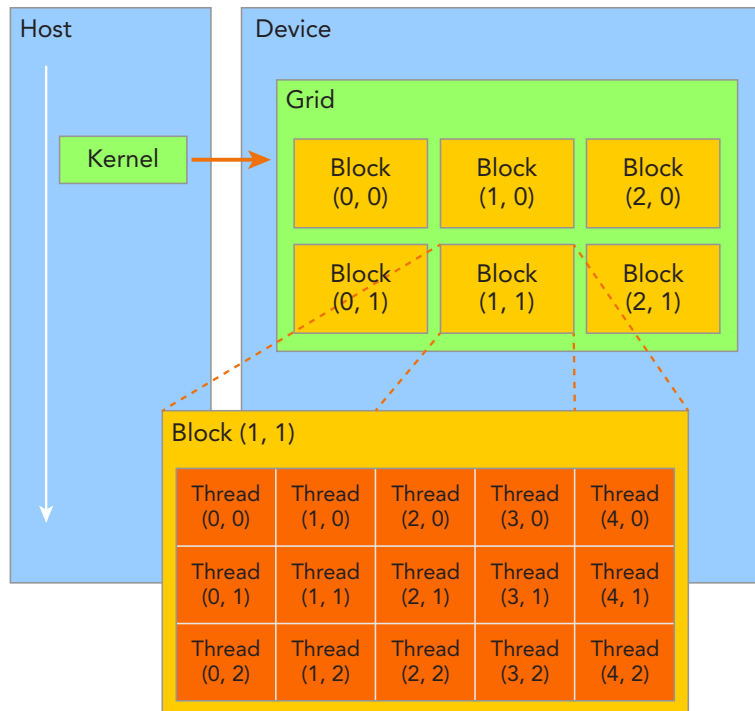 Host
Device
Grid
Kernel
Block
(0, 0)
Block
(1, 0)
Block
(2, 0)
Block
(0, 1)
Block
(1, 1)
Block
(2, 1)
Block (1, 1)
Thread
(0, 0)
Thread
(1, 0)
Thread
(2, 0)
Thread
(3, 0)
Thread
(4, 0)
Thread
(0, 1)
Thread
(1, 1)
Thread
(2, 1)
Thread
(3, 1)
Thread
(4, 1)
Thread
(0, 2)
Thread
(1, 2)
Thread
(2, 2)
Thread
(3, 2)
Thread
(4, 2)